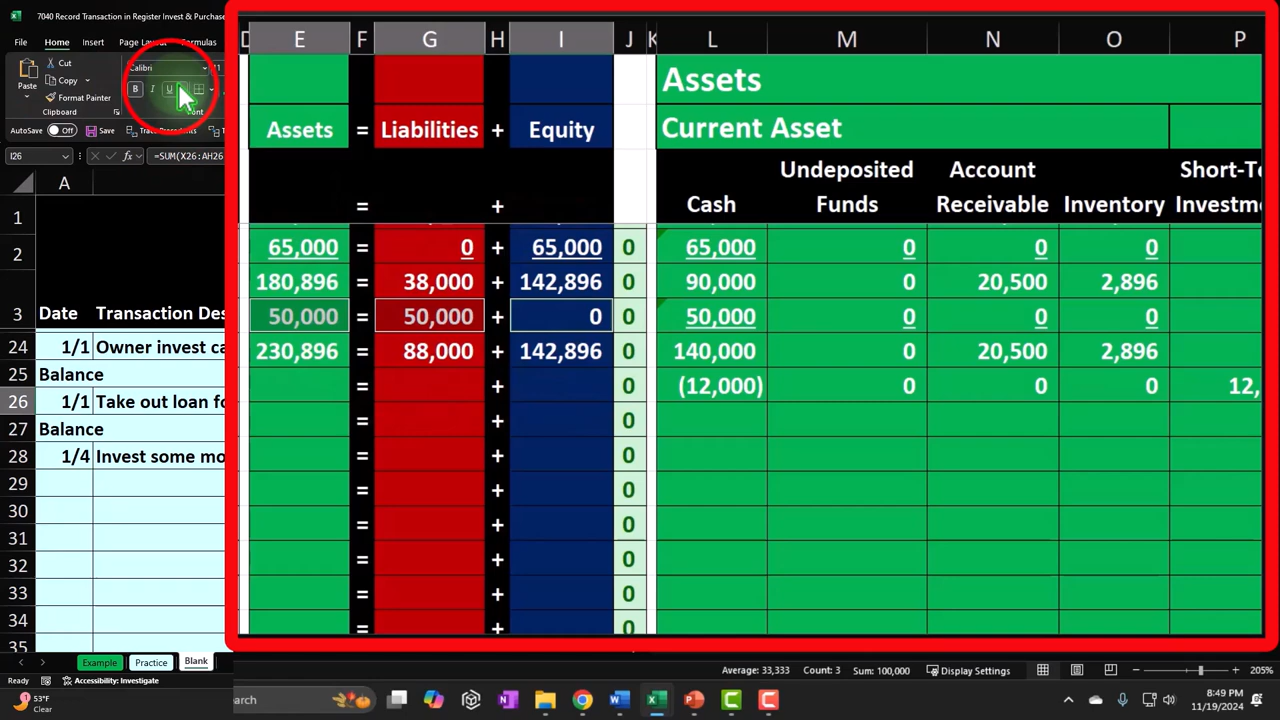 7040 Record Transaction in Register Invest & Purchase
File Home Insert Page Layout Formulas
Cut
Copy
Paste
Format Painter
Clipboard
Calibri 11
B I U
Font
AutoSave Off Save Trace Precedents
I26 fx =SUM(X26:AH26
A
D E F G H I J K L M N O P
1
2
3 Date Transaction Des
Assets
Assets = Liabilities + Equity Current Asset
Undeposited Account Short-Te
= + Cash Funds Receivable Inventory Investm
24 1/1 Owner invest ca
25 Balance
26 1/1 Take out loan fo
27 Balance
28 1/4 Invest some mo
29
30
31
32
33
34
35
65,000 = 0 + 65,000 0 65,000 0 0 0
180,896 = 38,000 + 142,896 0 90,000 0 20,500 2,896
50,000 = 50,000 + 0 0 50,000 0 0 0
230,896 = 88,000 + 142,896 0 140,000 0 20,500 2,896
= + 0 (12,000) 0 0 0 12,
= + 0
= + 0
= + 0
= + 0
= + 0
= + 0
= + 0
Example Practice Blank
Ready Accessibility: Investigate
Average: 33,333 Count: 3 Sum: 100,000 Display Settings 205%
53°F
Clear
earch
8:49 PM
11/19/2024